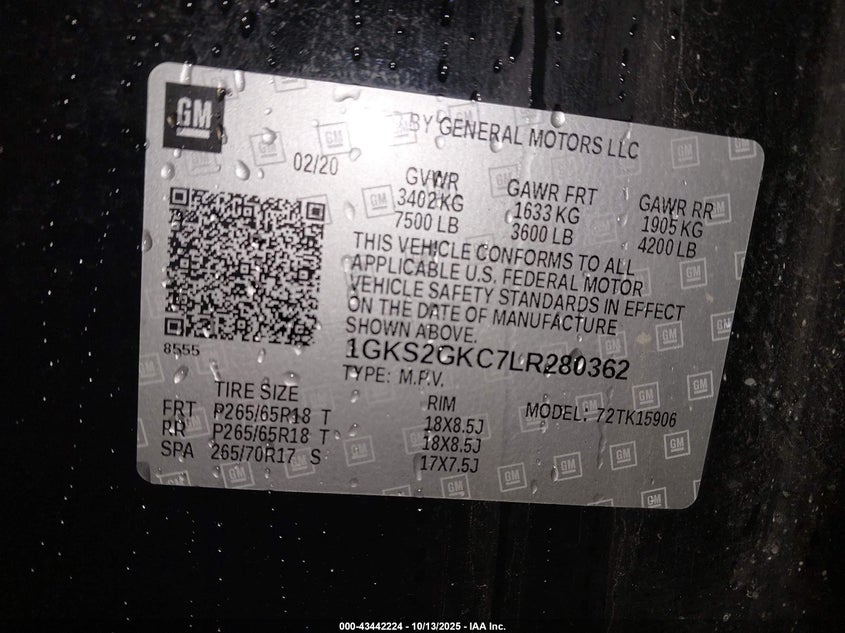 GM
BY GENERAL MOTORS LLC
02/20
GVWR
3402 KG
7500 LB
GAWR FRT
1633 KG
3600 LB
GAWR RR
1905 KG
4200 LB
THIS VEHICLE CONFORMS TO ALL
APPLICABLE U.S. FEDERAL MOTOR
VEHICLE SAFETY STANDARDS IN EFFECT
ON THE DATE OF MANUFACTURE
SHOWN ABOVE.
8555
1GKS2GKC7LR280362
TYPE: M.P.V.
MODEL: 72TK15906
TIRE SIZE
RIM
FRT P265/65R18 T 18X8.5J
RR P265/65R18 T 18X8.5J
SPA 265/70R17 S 17X7.5J
000-43442224 - 10/13/2025 - IAA Inc.